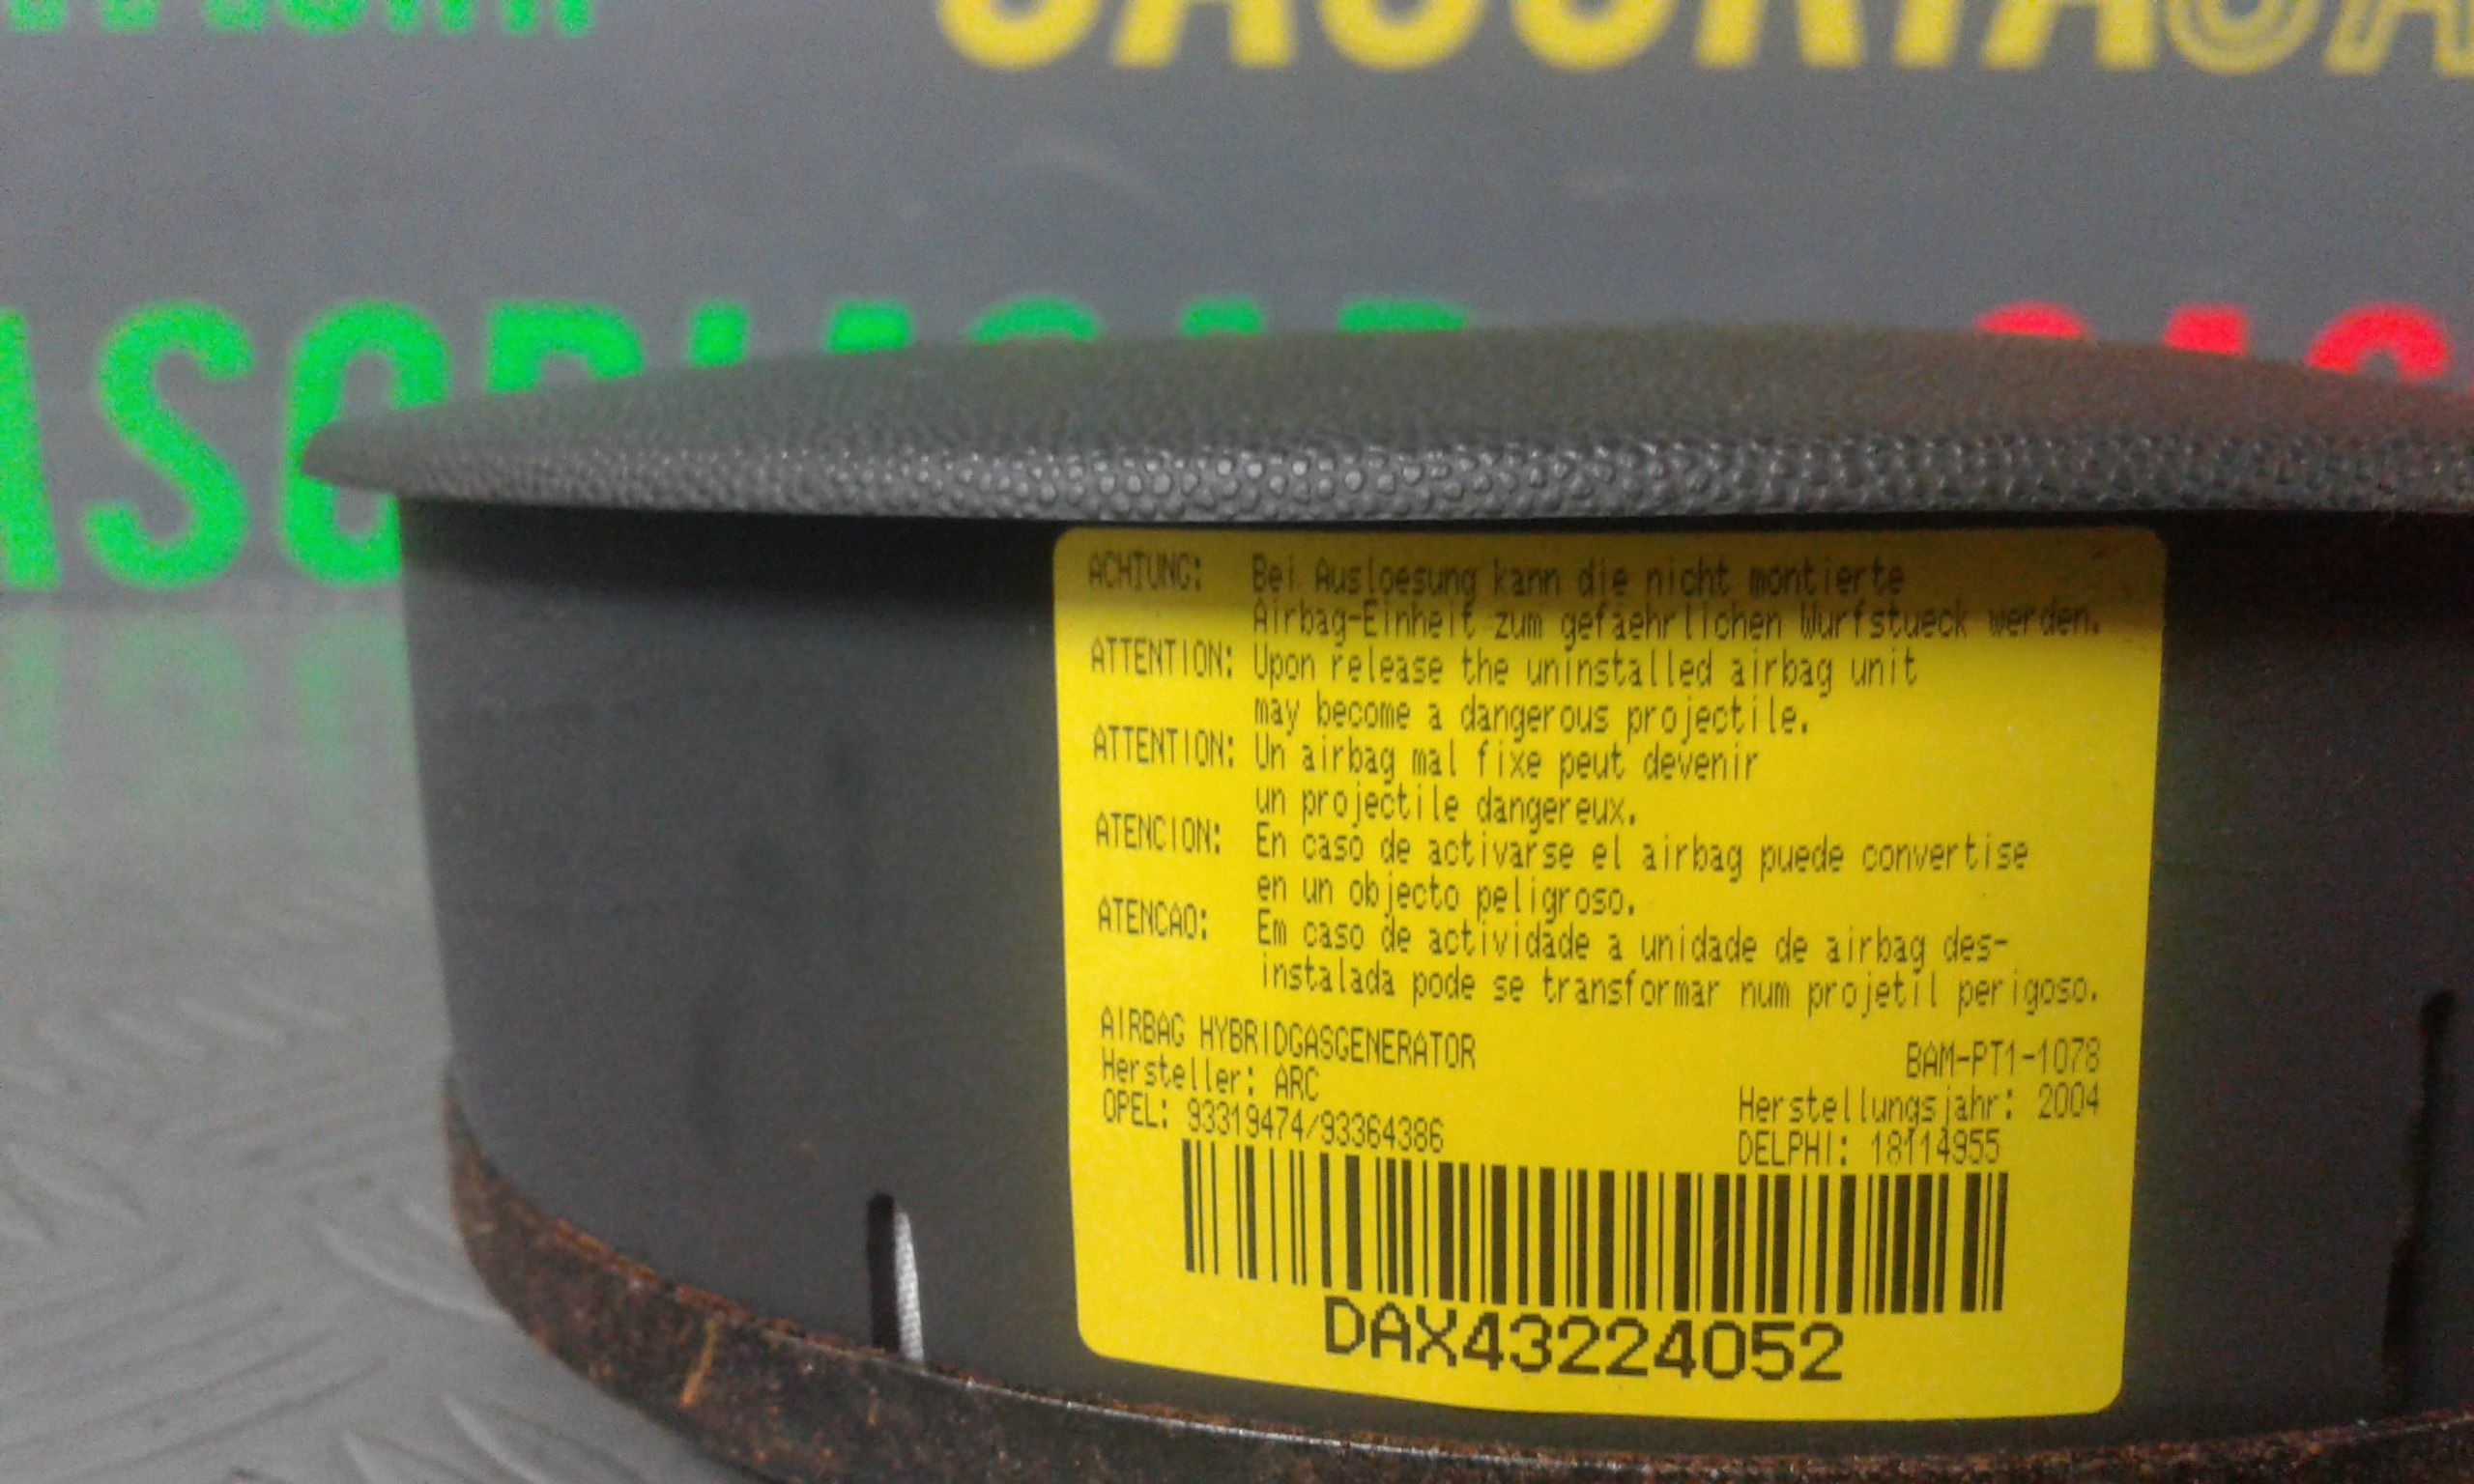 ACHTUNG: Bei Ausloesung kann die nicht montierte
Airbag-Einheit zum gefaehrlichen Wurfstueck werden.
ATTENTION: Upon release the uninstalled airbag unit
may become a dangerous projectile.
ATTENTION: Un airbag mal fixe peut devenir
un projectile dangereux.
ATENCION: En caso de activarse el airbag puede convertise
en un objecto peligroso.
ATENCAO: Em caso de actividade a unidade de airbag des-
instalada pode se transformar num projetil perigoso.
AIRBAG HYBRIDGASGENERATOR BAM-PT1-1078
Hersteller: ARC Herstellungsjahr: 2004
OPEL: 93319474/93364386 DELPHI: 18114955
DAX43224052